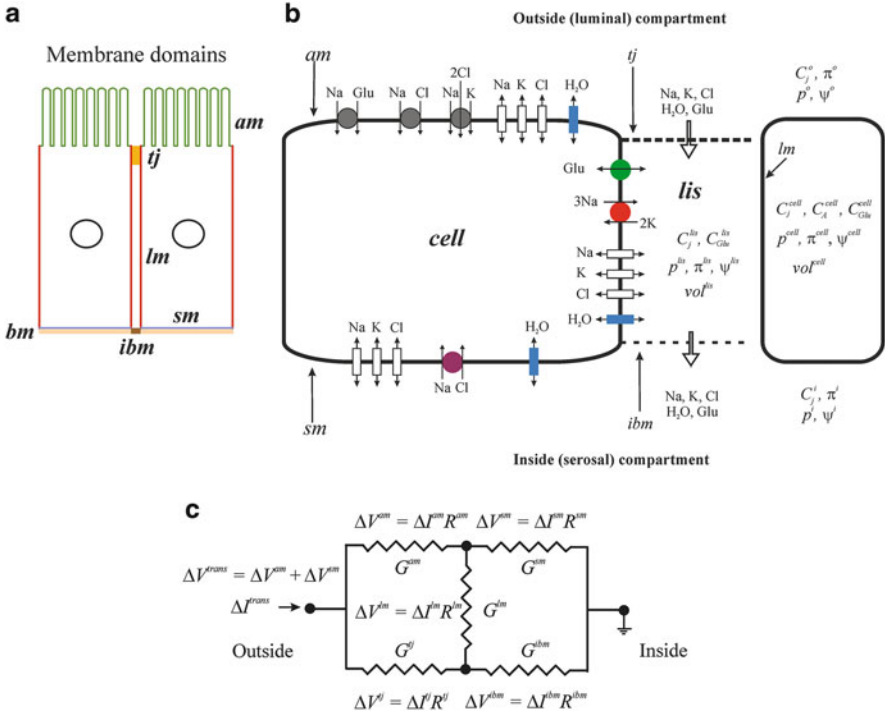 a
Membrane domains
am
tj
lm
sm
bm
ibm
b
Outside (luminal) compartment
am
tj
Na Glu
Na Cl
2Cl
Na K
Na K Cl
H₂O
Na, K, Cl
H₂O, Glu
C_j^o, π^o
p^o, ψ^o
lm
Glu
lis
3Na
2K
cell
C_j^lis, C_Glu^lis
p^lis, π^lis, ψ^lis
vol^lis
Na
K
Cl
H₂O
C_j^cell, C_A^cell, C_Glu^cell
p^cell, π^cell, ψ^cell
vol^cell
Na K Cl
Na Cl
H₂O
sm
ibm
Na, K, Cl
H₂O, Glu
C_j^i, π^i
p^i, ψ^i
Inside (serosal) compartment
c
ΔV^am = ΔI^am R^am ΔV^sm = ΔI^sm R^sm
G^am G^sm
ΔV^trans = ΔV^am + ΔV^sm
ΔI^trans
ΔV^lm = ΔI^lm R^lm G^lm
Outside
G^tj G^ibm
Inside
ΔV^tj = ΔI^tj R^tj ΔV^ibm = ΔI^ibm R^ibm